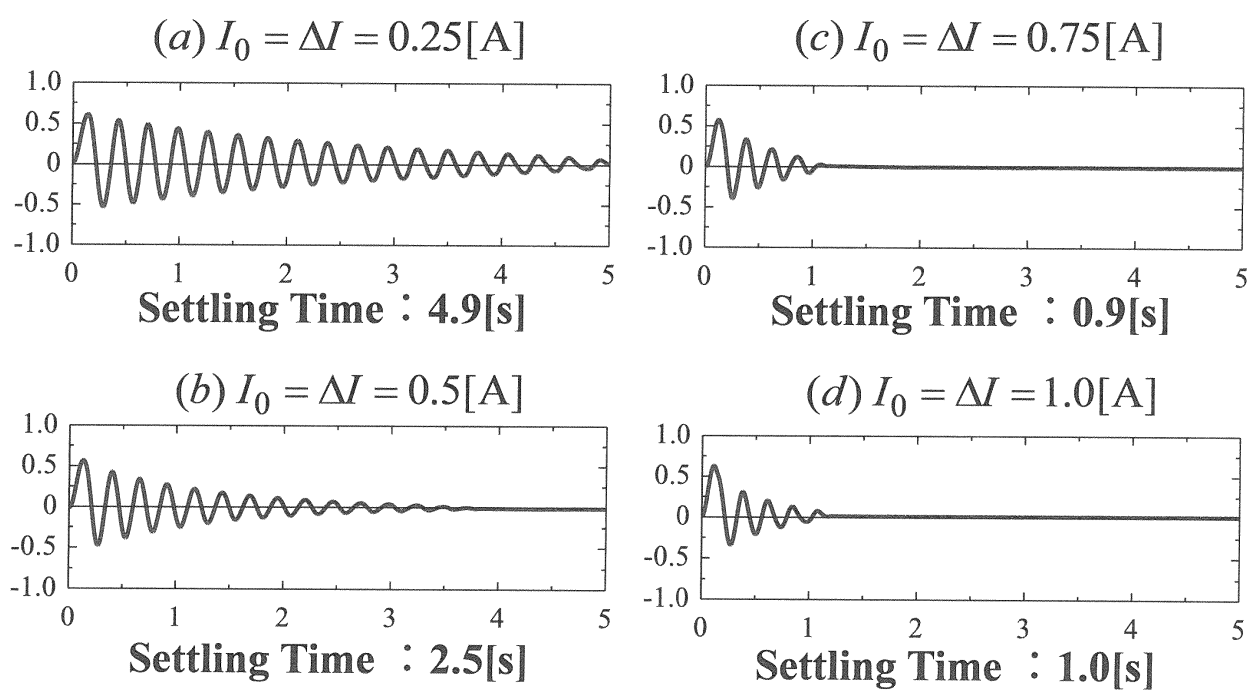 (a) I₀ = ΔI = 0.25[A]
1.0
0.5
0
-0.5
-1.0
0 1 2 3 4 5
Settling Time : 4.9[s]
(b) I₀ = ΔI = 0.5[A]
1.0
0.5
0
-0.5
-1.0
0 1 2 3 4 5
Settling Time : 2.5[s]
(c) I₀ = ΔI = 0.75[A]
1.0
0.5
0
-0.5
-1.0
0 1 2 3 4 5
Settling Time : 0.9[s]
(d) I₀ = ΔI = 1.0[A]
1.0
0.5
0
-0.5
-1.0
0 1 2 3 4 5
Settling Time : 1.0[s]